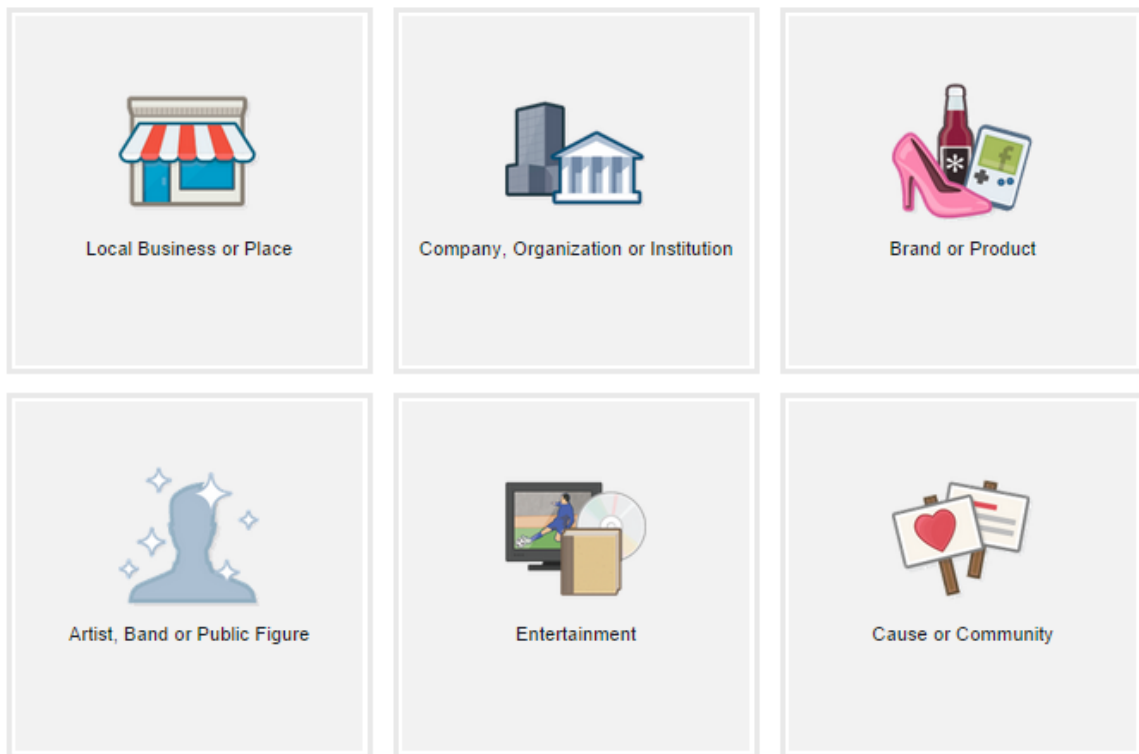 Local Business or Place
Company, Organization or Institution
Brand or Product
Artist, Band or Public Figure
Entertainment
Cause or Community